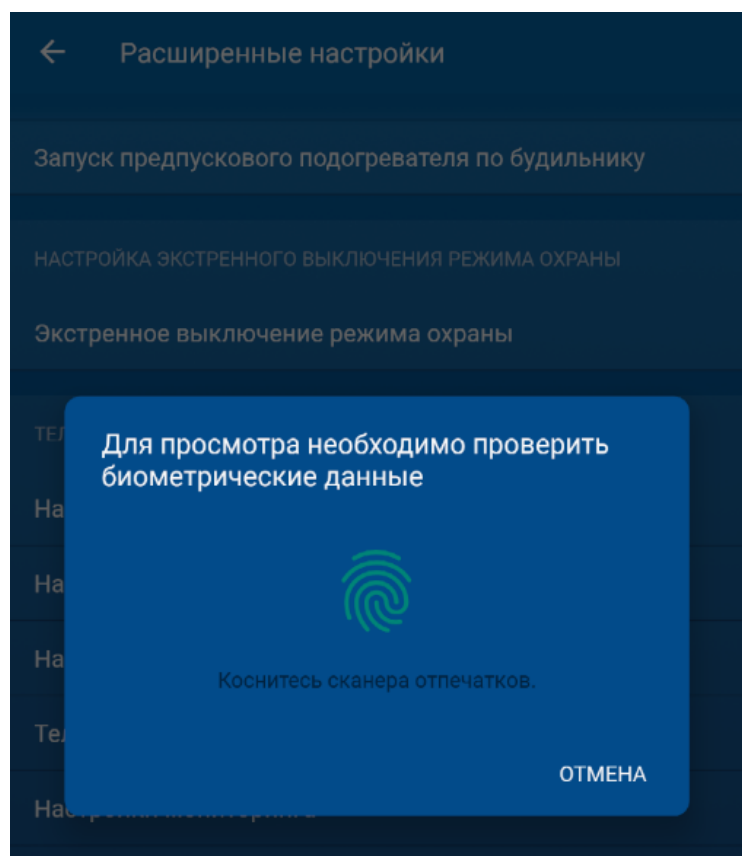 Расширенные настройки
Запуск предпускового подогревателя по будильнику
НАСТРОЙКА ЭКСТРЕННОГО ВЫКЛЮЧЕНИЯ РЕЖИМА ОХРАНЫ
Экстренное выключение режима охраны
Для просмотра необходимо проверить
биометрические данные
Коснитесь сканера отпечатков.
ОТМЕНА